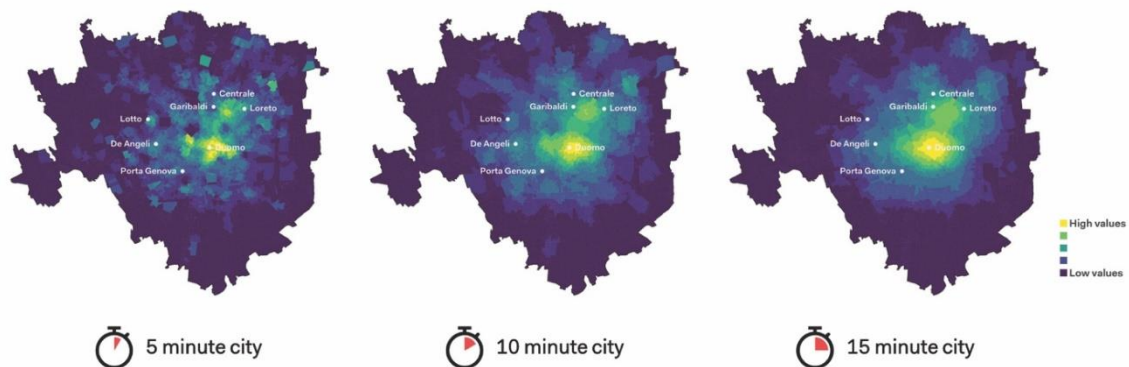 Centrale
Garibaldi
Loreto
Lotto
De Angeli
Duomo
Porta Genova
Centrale
Garibaldi
Loreto
Lotto
De Angeli
Duomo
Porta Genova
Centrale
Garibaldi
Loreto
Lotto
De Angeli
Duomo
Porta Genova
High values
Low values
5 minute city
10 minute city
15 minute city